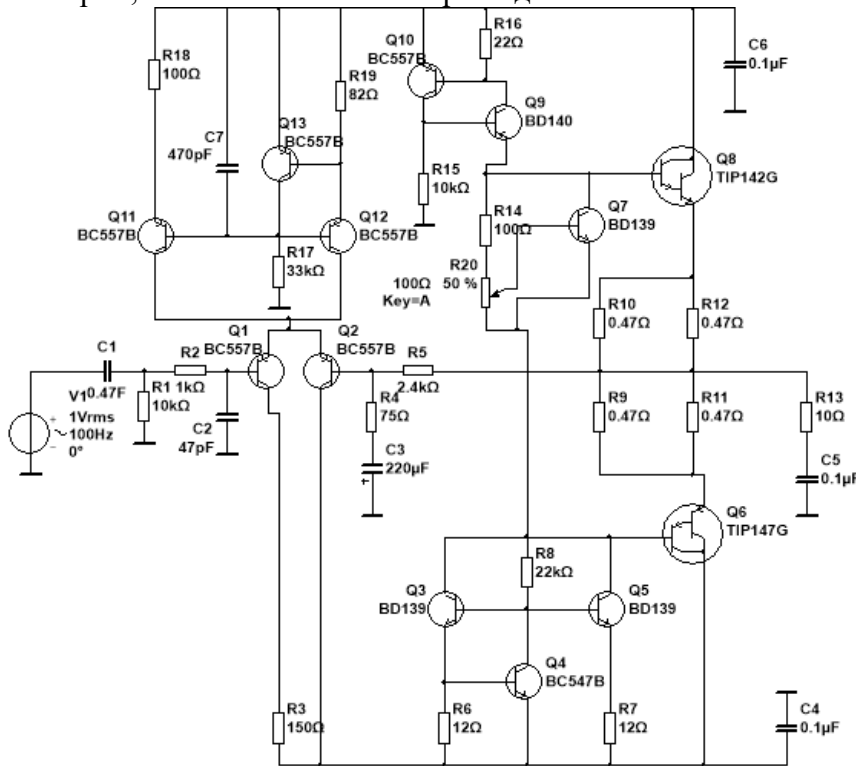 R16
22Ω
Q10
BC557B
C6
0.1µF
R18
100Ω
R19
82Ω
Q9
BD140
Q13
BC557B
C7
470pF
R15
10kΩ
Q8
TIP142G
Q11
BC557B
Q12
BC557B
R14
100Ω
Q7
BD139
R17
33kΩ
100Ω
Key=A
R20
50 %
R10
0.47Ω
R12
0.47Ω
Q1
BC557B
Q2
BC557B
C1
0.47F
R2
1kΩ
R5
2.4kΩ
V1
1Vrms
100Hz
0°
R1
10kΩ
R4
75Ω
R9
0.47Ω
R11
0.47Ω
R13
10Ω
C2
47pF
C3
220µF
C5
0.1µF
Q6
TIP147G
R8
22kΩ
Q3
BD139
Q5
BD139
Q4
BC547B
R3
150Ω
R6
12Ω
R7
12Ω
C4
0.1µF